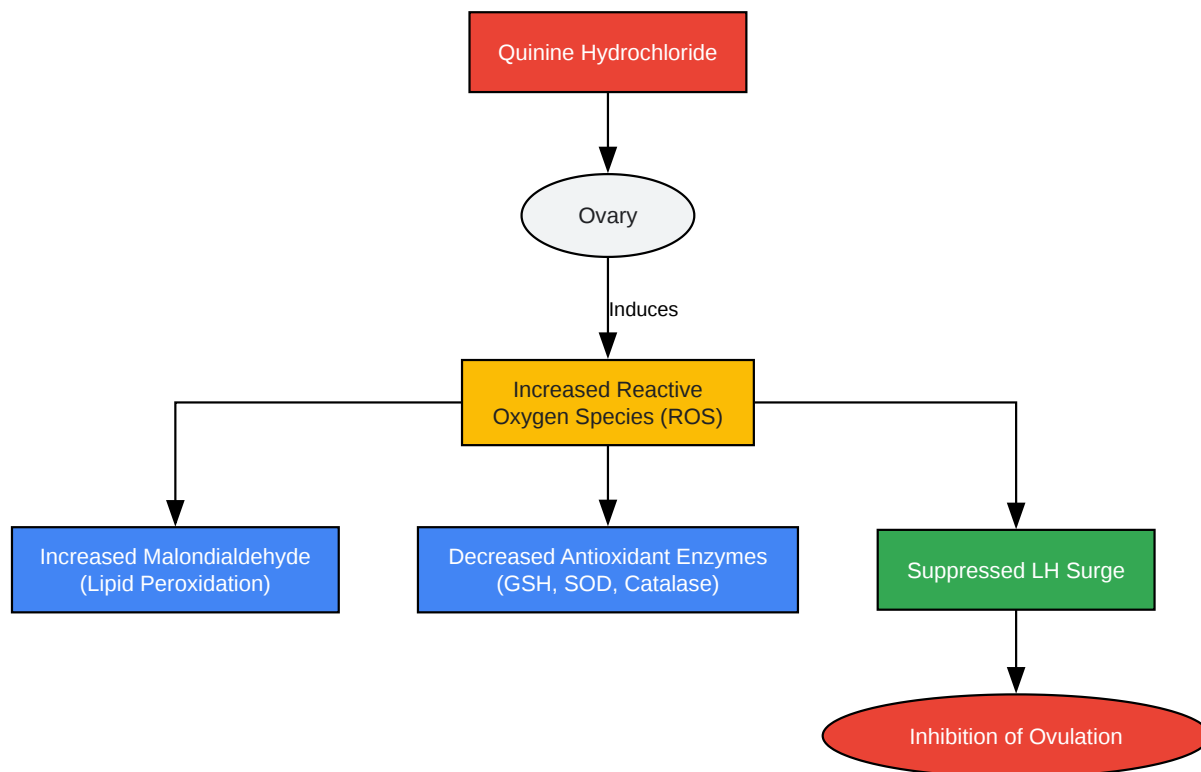 Quinine Hydrochloride
Ovary
Induces
Increased Reactive
Oxygen Species (ROS)
Increased Malondialdehyde
(Lipid Peroxidation)
Decreased Antioxidant Enzymes
(GSH, SOD, Catalase)
Suppressed LH Surge
Inhibition of Ovulation